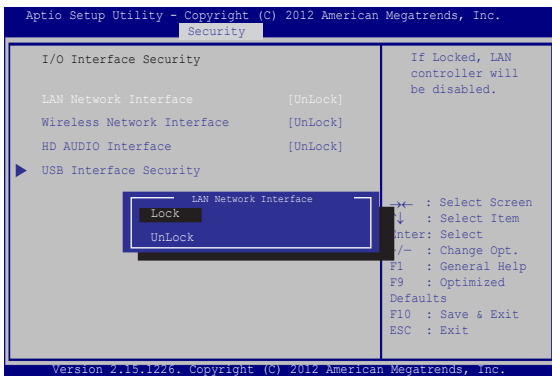 Aptio Setup Utility - Copyright (C) 2012 American Megatrends, Inc.
Security
I/O Interface Security
LAN Network Interface [UnLock]
Wireless Network Interface [UnLock]
HD AUDIO Interface [UnLock]
USB Interface Security
LAN Network Interface
Lock
UnLock
If Locked, LAN
controller will
be disabled.
→← : Select Screen
↑↓ : Select Item
Enter: Select
+/— : Change Opt.
F1 : General Help
F9 : Optimized
Defaults
F10 : Save & Exit
ESC : Exit
Version 2.15.1226. Copyright (C) 2012 American Megatrends, Inc.